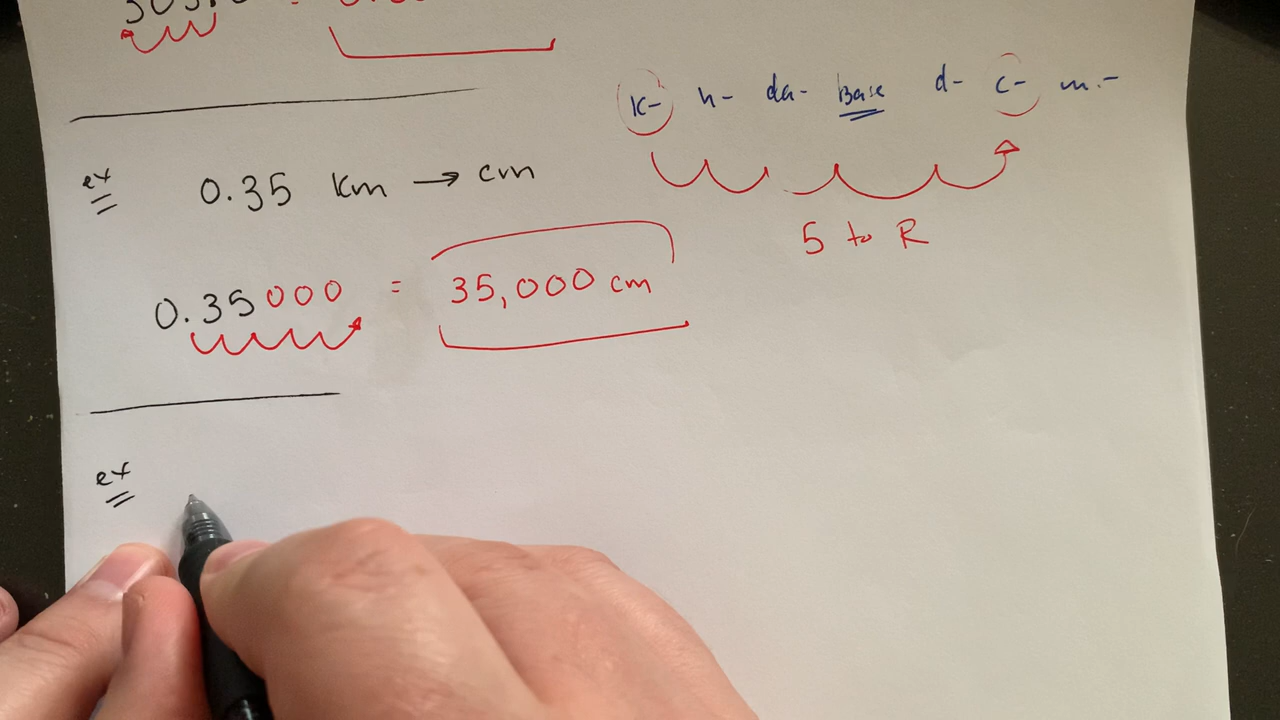 k- h- da- Base d- c- m-
ex 0.35 km → cm
5 to R
0.35000 = 35,000 cm
ex